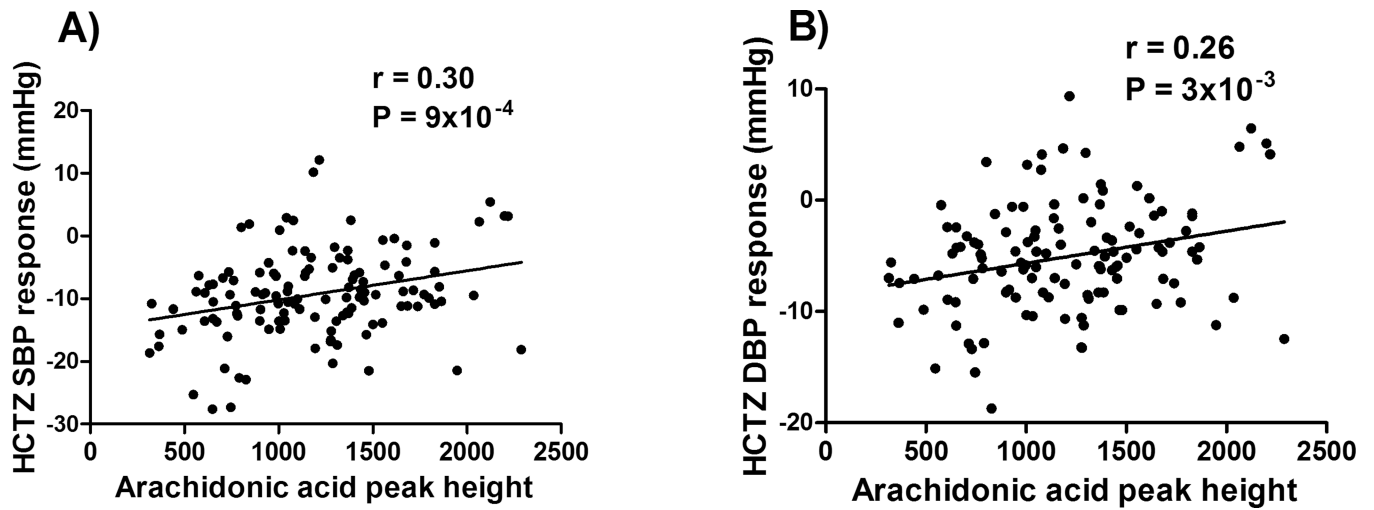 A)
r = 0.30
P = 9x10⁻⁴
HCTZ SBP response (mmHg)
20
10
0
-10
-20
-30
0 500 1000 1500 2000 2500
Arachidonic acid peak height
B)
r = 0.26
P = 3x10⁻³
HCTZ DBP response (mmHg)
10
0
-10
-20
0 500 1000 1500 2000 2500
Arachidonic acid peak height